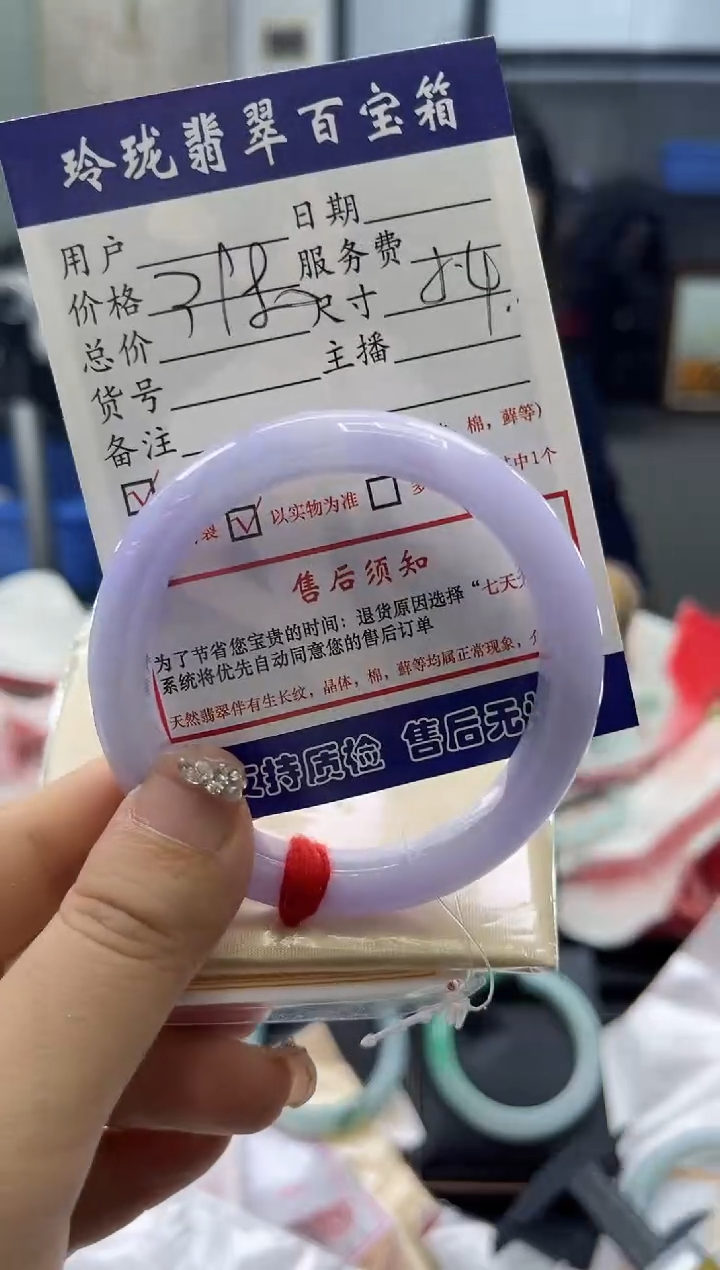 玲珑翡翠百宝箱
用户 日期
价格 服务费
总价 尺寸
货号 主播
备注
棉，藓等)
裂 以实物为准 中1个
售后须知
为了节省您宝贵的时间：退货原因选择“七天
系统将优先自动同意您的售后订单
天然翡翠伴有生长纹，晶体，棉，藓等均属正常现象，
支持质检 售后无